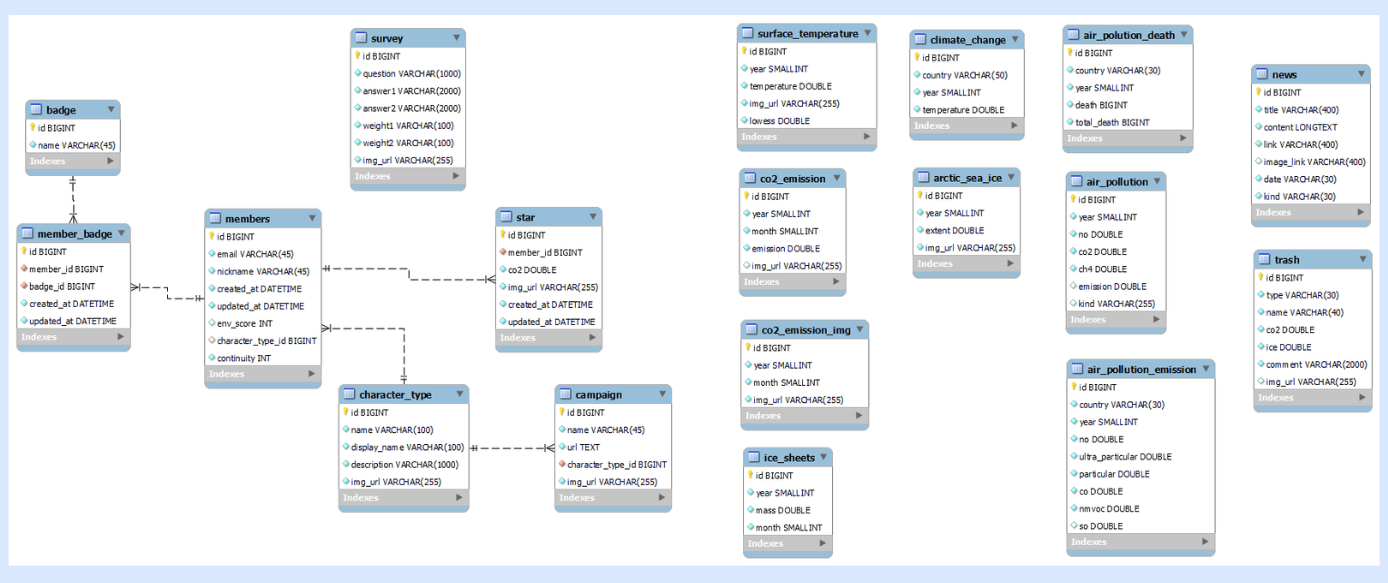 survey
id BIGINT
question VARCHAR(1000)
answer1 VARCHAR(2000)
answer2 VARCHAR(2000)
weight1 VARCHAR(100)
weight2 VARCHAR(100)
img_url VARCHAR(255)
Indexes
badge
id BIGINT
name VARCHAR(45)
Indexes
member_badge
id BIGINT
member_id BIGINT
badge_id BIGINT
created_at DATETIME
updated_at DATETIME
Indexes
members
id BIGINT
email VARCHAR(45)
nickname VARCHAR(45)
created_at DATETIME
updated_at DATETIME
env_score INT
character_type_id BIGINT
continuity INT
Indexes
star
id BIGINT
member_id BIGINT
co2 DOUBLE
img_url VARCHAR(255)
created_at DATETIME
updated_at DATETIME
Indexes
character_type
id BIGINT
name VARCHAR(100)
display_name VARCHAR(100)
description VARCHAR(1000)
img_url VARCHAR(255)
Indexes
campaign
id BIGINT
name VARCHAR(45)
url TEXT
character_type_id BIGINT
img_url VARCHAR(255)
Indexes
surface_temperature
id BIGINT
year SMALLINT
temperature DOUBLE
img_url VARCHAR(255)
lowess DOUBLE
Indexes
co2_emission
id BIGINT
year SMALLINT
month SMALLINT
emission DOUBLE
img_url VARCHAR(255)
Indexes
co2_emission_img
id BIGINT
year SMALLINT
month SMALLINT
img_url VARCHAR(255)
Indexes
ice_sheets
id BIGINT
year SMALLINT
mass DOUBLE
month SMALLINT
Indexes
climate_change
id BIGINT
country VARCHAR(50)
year SMALLINT
temperature DOUBLE
Indexes
arctic_sea_ice
id BIGINT
year SMALLINT
extent DOUBLE
img_url VARCHAR(255)
Indexes
air_polution_death
id BIGINT
country VARCHAR(30)
year SMALLINT
death BIGINT
total_death BIGINT
Indexes
air_pollution
id BIGINT
year SMALLINT
no DOUBLE
co2 DOUBLE
ch4 DOUBLE
emission DOUBLE
kind VARCHAR(255)
Indexes
air_pollution_emission
id BIGINT
country VARCHAR(30)
year SMALLINT
no DOUBLE
ultra_particular DOUBLE
particular DOUBLE
co DOUBLE
nmvoc DOUBLE
so DOUBLE
Indexes
news
id BIGINT
title VARCHAR(400)
content LONGTEXT
link VARCHAR(400)
image_link VARCHAR(400)
date VARCHAR(30)
kind VARCHAR(30)
Indexes
trash
id BIGINT
type VARCHAR(30)
name VARCHAR(40)
co2 DOUBLE
ice DOUBLE
comment VARCHAR(2000)
img_url VARCHAR(255)
Indexes